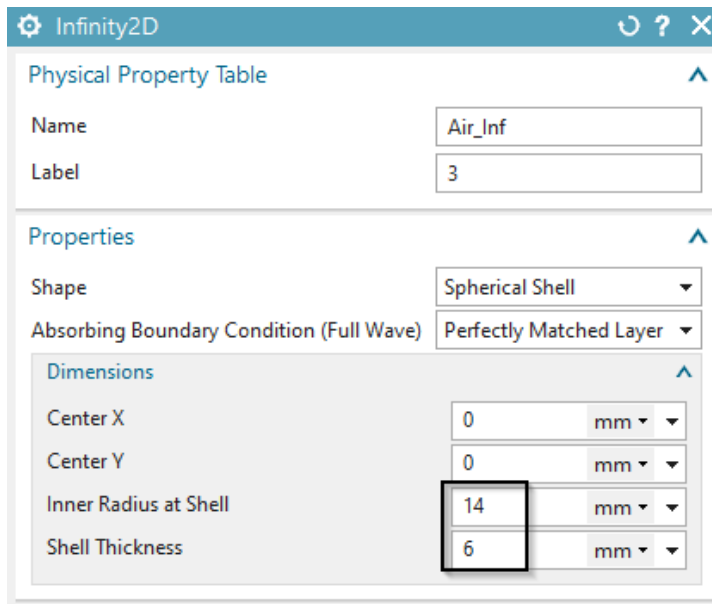 Infinity2D ?
Physical Property Table
Name Air_Inf
Label 3
Properties
Shape Spherical Shell
Absorbing Boundary Condition (Full Wave) Perfectly Matched Layer
Dimensions
Center X 0 mm
Center Y 0 mm
Inner Radius at Shell 14 mm
Shell Thickness 6 mm